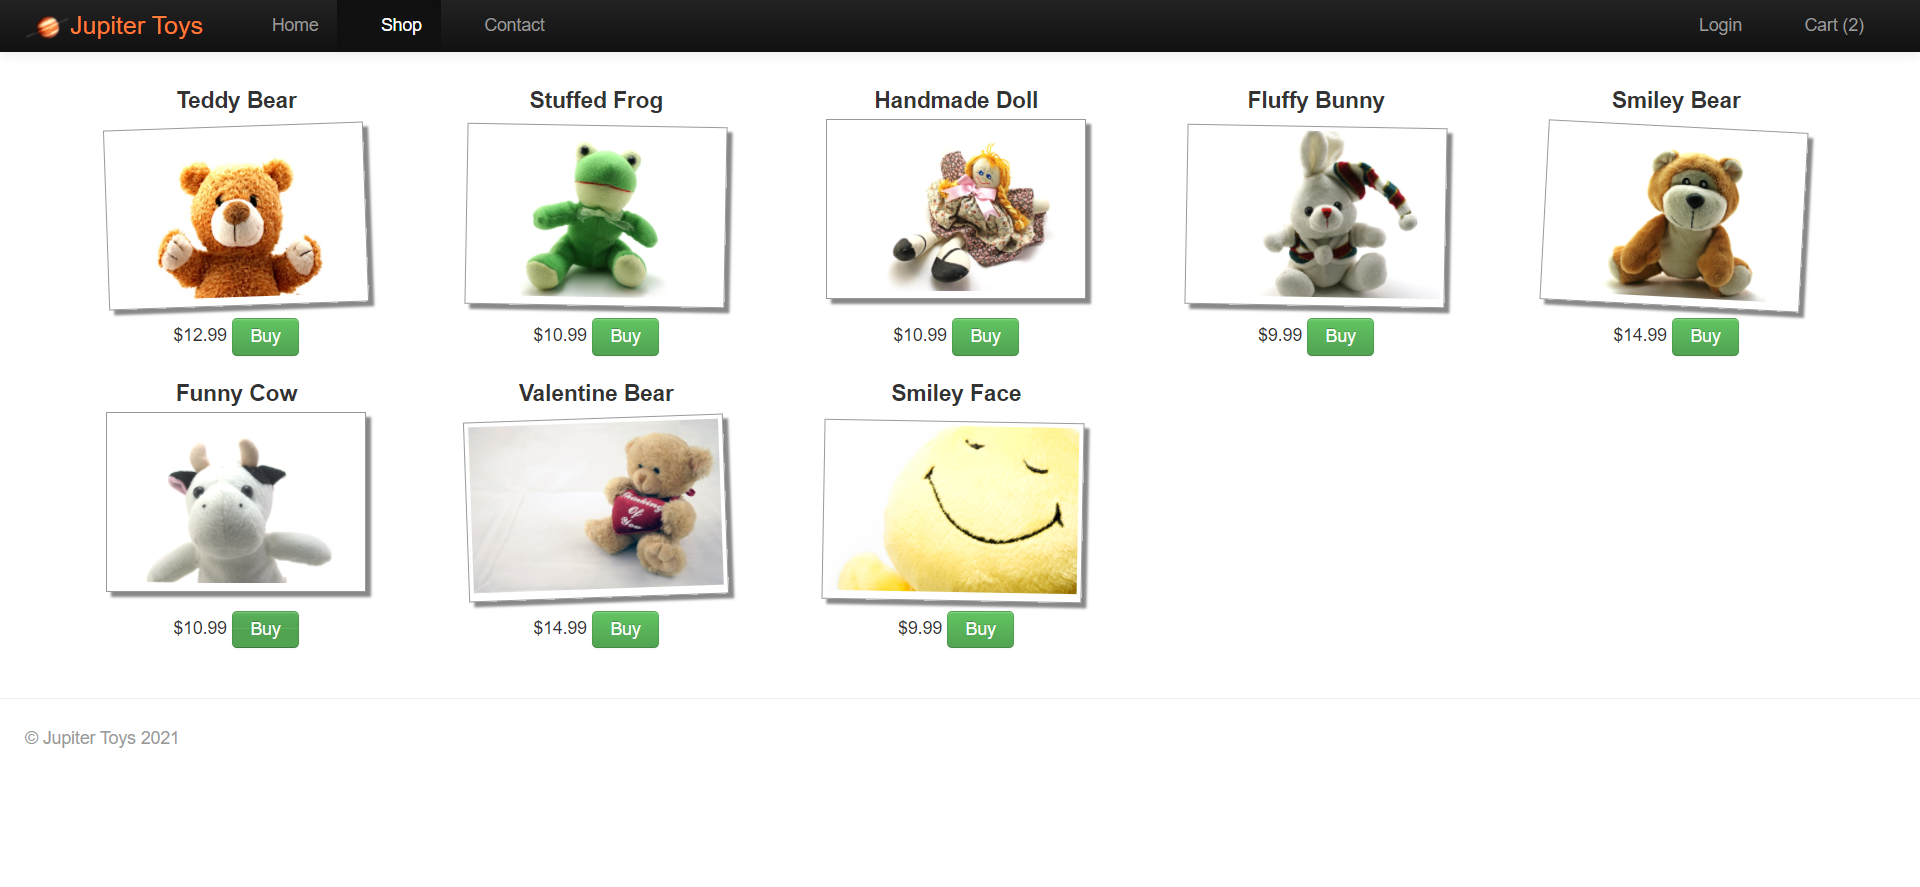 Jupiter Toys Home Shop Contact Login Cart (2)
Teddy Bear Stuffed Frog Handmade Doll Fluffy Bunny Smiley Bear
$12.99 Buy $10.99 Buy $10.99 Buy $9.99 Buy $14.99 Buy
Funny Cow Valentine Bear Smiley Face
Thinking
Of
You
$10.99 Buy $14.99 Buy $9.99 Buy
© Jupiter Toys 2021